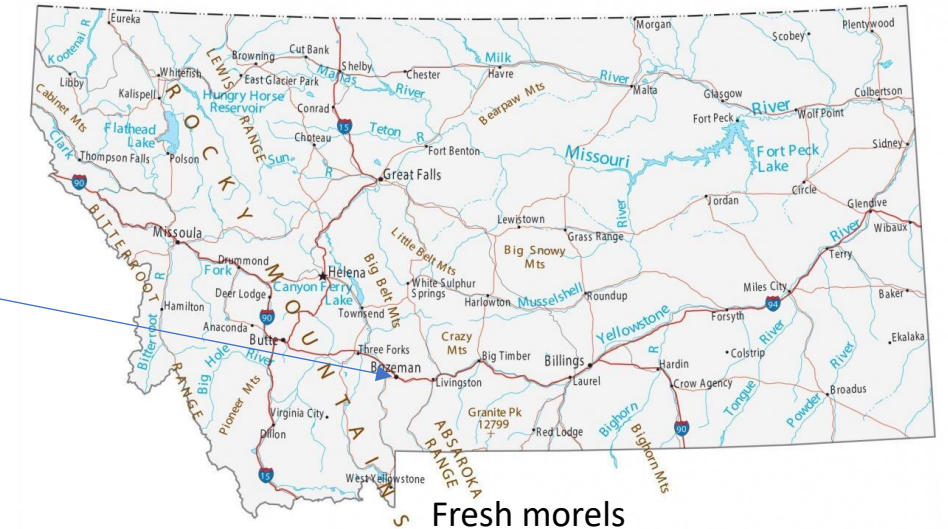 Eureka
Morgan
Plentywood
Scobey
Kootenai R
Libby
Whitefish
Kalispell
Browning
Cut Bank
Shelby
East Glacier Park
Marias
River
Chester
Milk
Havre
River
Malta
Glasgow
Fort Peck
River
Wolf Point
Culbertson
Cabinet Mts
LEWIS
RANGE
Hungry Horse
Reservoir
Conrad
15
Bearpaw Mts
Flathead
Lake
Choteau
Teton R
Fort Benton
Missouri
River
Fort Peck
Lake
Sidney
Clark
Thompson Falls
Polson
Sun
R
Great Falls
Jordan
Circle
90
Glendive
Wibaux
River
Terry
Missoula
Lewistown
Grass Range
Big Snowy
Mts
Little Belt Mts
Drummond
Fork
Helena
Canyon Ferry
Lake
Townsend
Big Belt Mts
White Sulphur
Springs
Harlowton
Musselshell
Roundup
Miles City
94
Baker
BITTERROOT
RANGE
Bitterroot
R
Hamilton
Deer Lodge
90
Anaconda
Butte
Three Forks
Bozeman
Livingston
Crazy
Mts
Big Timber
Billings
Laurel
Yellowstone
Forsyth
R
Hardin
Colstrip
River
River
Ekalaka
Crow Agency
Broadus
Tongue
Powder
Big Hole
River
Pioneer Mts
Virginia City
Dillon
15
ROCKY
MOUNTAINS
West Yellowstone
ABSAROKA
RANGE
Granite Pk
12799
Red Lodge
Bighorn
Bighorn Mts
90
Fresh morels